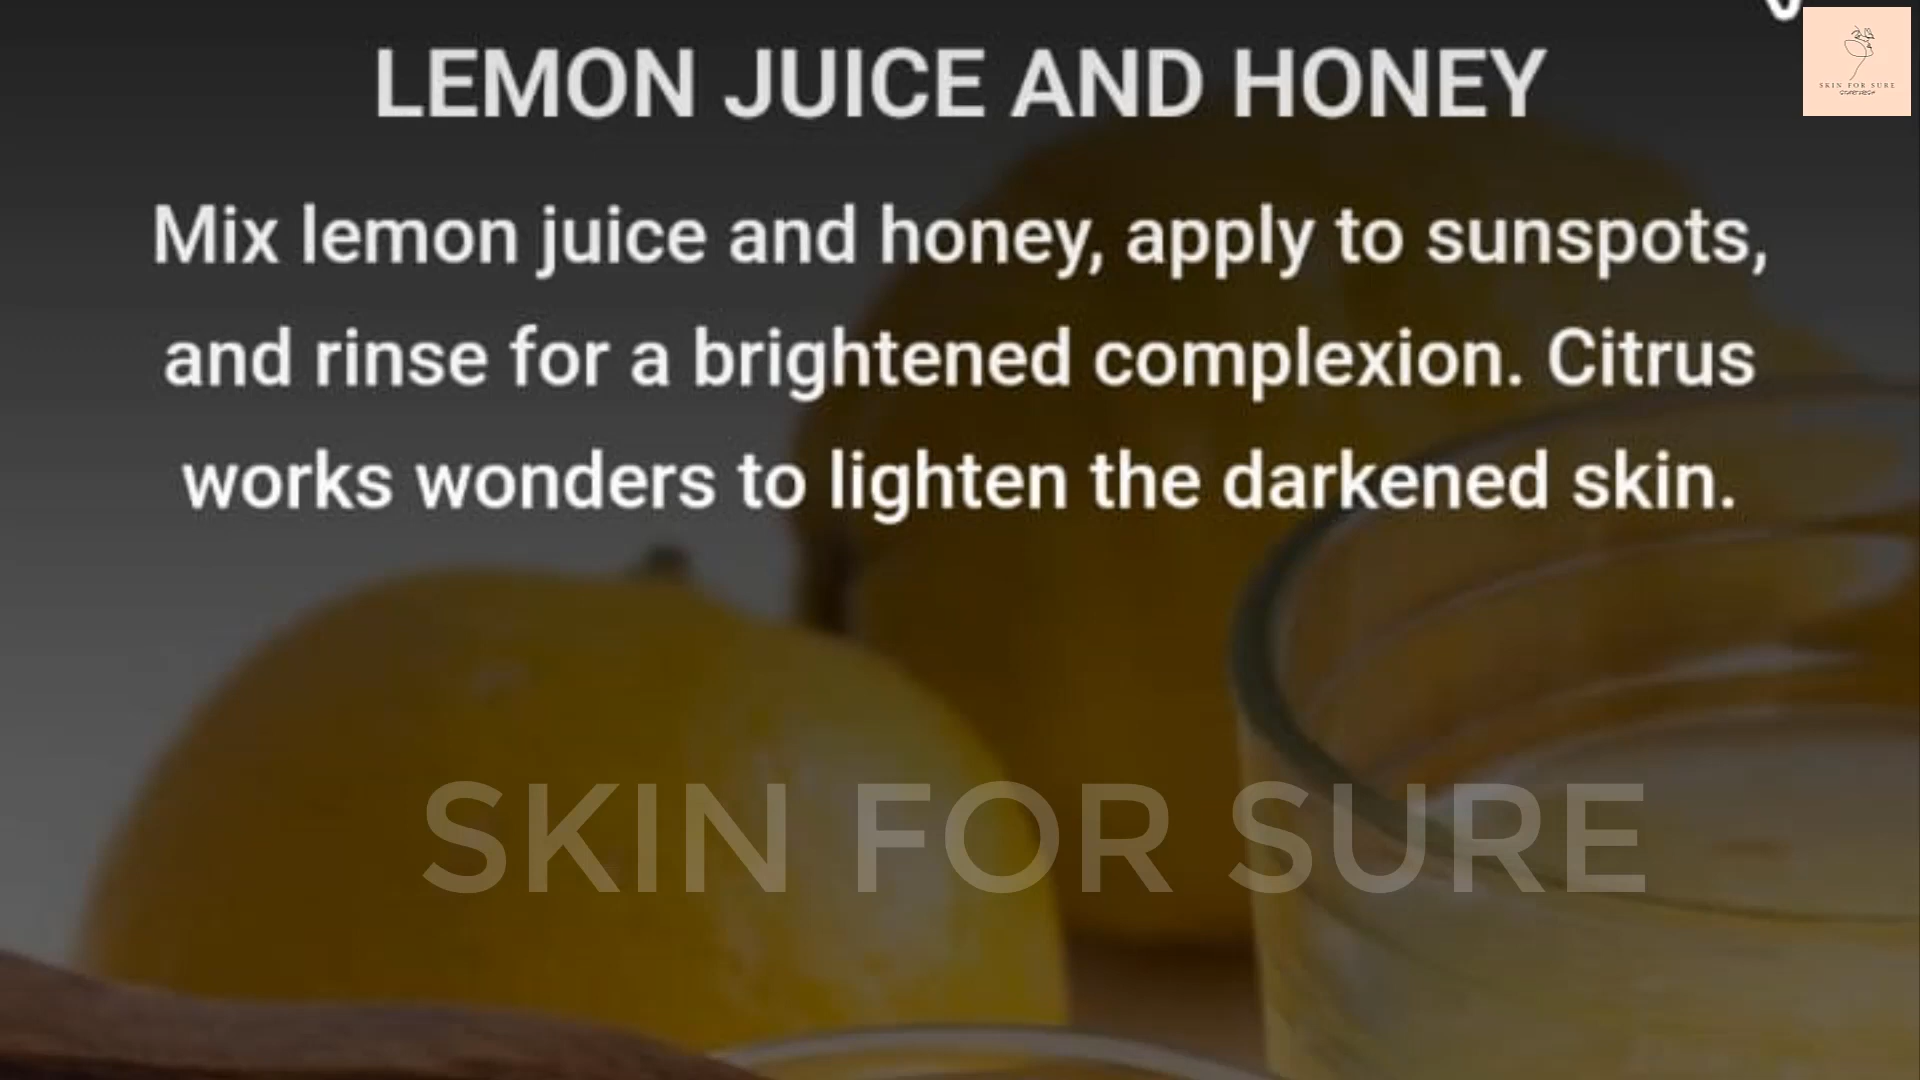 LEMON JUICE AND HONEY
Mix lemon juice and honey, apply to sunspots,
and rinse for a brightened complexion. Citrus
works wonders to lighten the darkened skin.
SKIN FOR SURE
SKIN FOR SURE